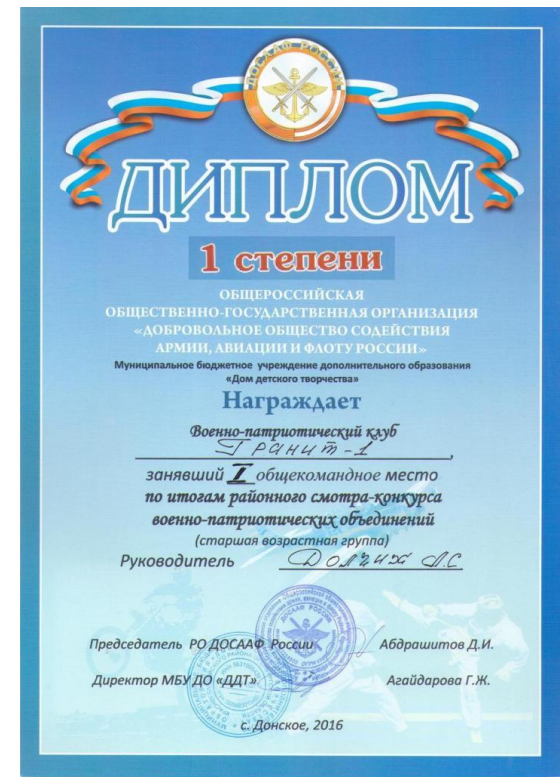 ДОСААФ РОССИИ
ДИПЛОМ
1 степени
ОБЩЕРОССИЙСКАЯ
ОБЩЕСТВЕННО-ГОСУДАРСТВЕННАЯ ОРГАНИЗАЦИЯ
«ДОБРОВОЛЬНОЕ ОБЩЕСТВО СОДЕЙСТВИЯ
АРМИИ, АВИАЦИИ И ФЛОТУ РОССИИ»
Муниципальное бюджетное учреждение дополнительного образования
«Дом детского творчества»
Награждает
Военно-патриотический клуб
Гранит-1
занявший I общекомандное место
по итогам районного смотра-конкурса
военно-патриотических объединений
(старшая возрастная группа)
Руководитель Долгих Л.С
Председатель РО ДОСААФ России Абдрашитов Д.И.
Директор МБУ ДО «ДДТ» Агайдарова Г.Ж.
с. Донское, 2016